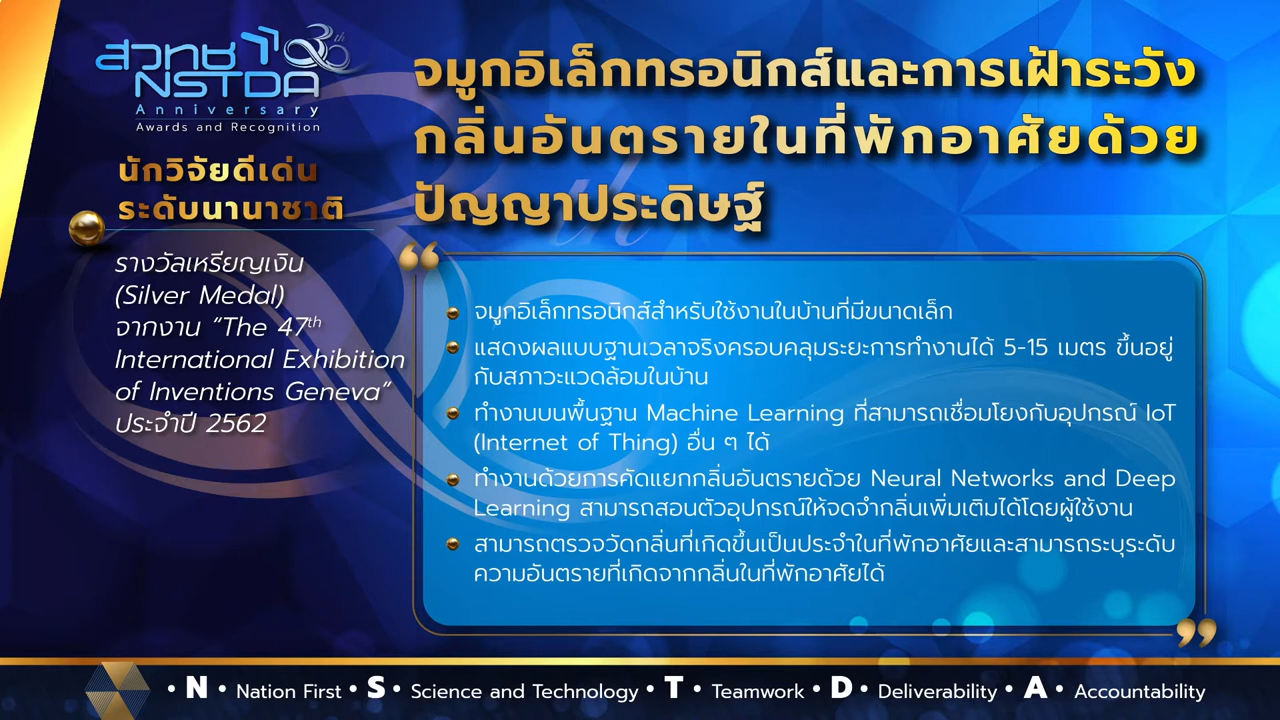 สวทช 30th
NSTDA
Anniversary
Awards and Recognition
นักวิจัยดีเด่น
ระดับนานาชาติ
รางวัลเหรียญเงิน
(Silver Medal)
จากงาน “The 47th
International Exhibition
of Inventions Geneva”
ประจำปี 2562
จมูกอิเล็กทรอนิกส์และการเฝ้าระวัง
กลิ่นอันตรายในที่พักอาศัยด้วย
ปัญญาประดิษฐ์
จมูกอิเล็กทรอนิกส์สำหรับใช้งานในบ้านที่มีขนาดเล็ก
แสดงผลแบบฐานเวลาจริงครอบคลุมระยะการทำงานได้ 5-15 เมตร ขึ้นอยู่
กับสภาวะแวดล้อมในบ้าน
ทำงานบนพื้นฐาน Machine Learning ที่สามารถเชื่อมโยงกับอุปกรณ์ IoT
(Internet of Thing) อื่น ๆ ได้
ทำงานด้วยการคัดแยกกลิ่นอันตรายด้วย Neural Networks and Deep
Learning สามารถสอนตัวอุปกรณ์ให้จดจำกลิ่นเพิ่มเติมได้โดยผู้ใช้งาน
สามารถตรวจวัดกลิ่นที่เกิดขึ้นเป็นประจำในที่พักอาศัยและสามารถระบุระดับ
ความอันตรายที่เกิดจากกลิ่นในที่พักอาศัยได้
• N • Nation First • S • Science and Technology • T • Teamwork • D • Deliverability • A • Accountability